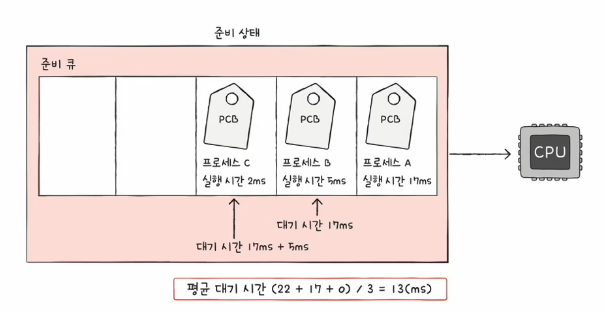 준비 상태
준비 큐
PCB PCB PCB
프로세스 C 프로세스 B 프로세스 A
실행 시간 2ms 실행 시간 5ms 실행 시간 17ms
CPU
대기 시간 17ms
대기 시간 17ms + 5ms
평균 대기 시간 (22 + 17 + 0) / 3 = 13(ms)